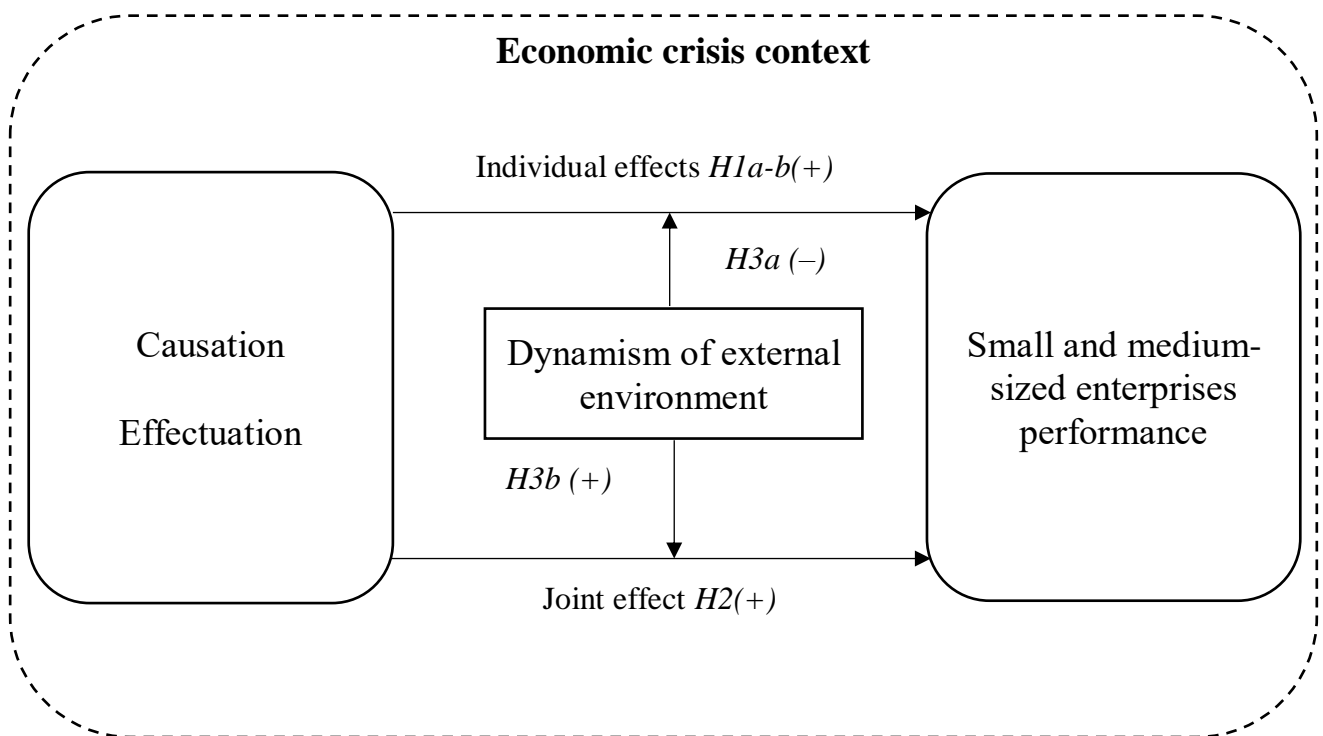 Economic crisis context
Individual effects H1a-b(+)
H3a (–)
Causation
Effectuation
Dynamism of external
environment
Small and medium-
sized enterprises
performance
H3b (+)
Joint effect H2(+)